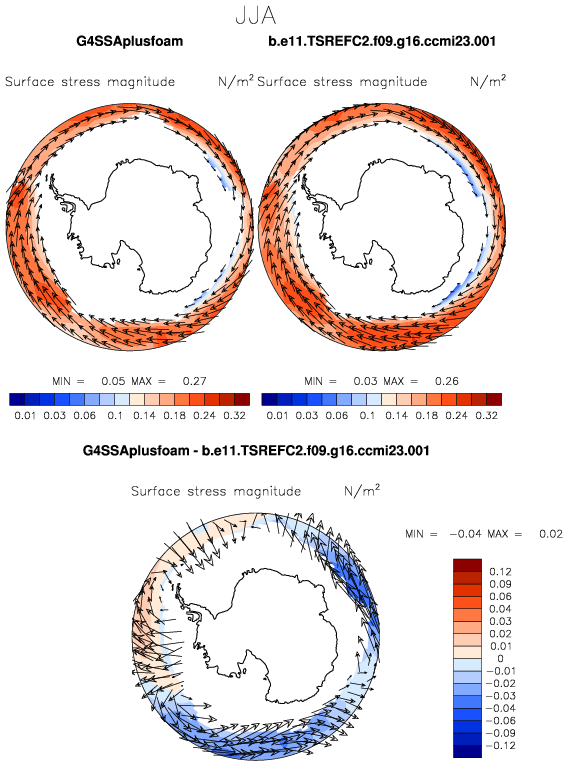 JJA
G4SSAplusfoam b.e11.TSREFC2.f09.g16.ccmi23.001
Surface stress magnitude N/m² Surface stress magnitude N/m²
MIN = 0.05 MAX = 0.27 MIN = 0.03 MAX = 0.26
0.01 0.03 0.06 0.1 0.14 0.18 0.24 0.32 0.01 0.03 0.06 0.1 0.14 0.18 0.24 0.32
G4SSAplusfoam - b.e11.TSREFC2.f09.g16.ccmi23.001
Surface stress magnitude N/m²
MIN = -0.04 MAX = 0.02
0.12
0.09
0.06
0.04
0.03
0.02
0.01
0
-0.01
-0.02
-0.03
-0.04
-0.06
-0.09
-0.12